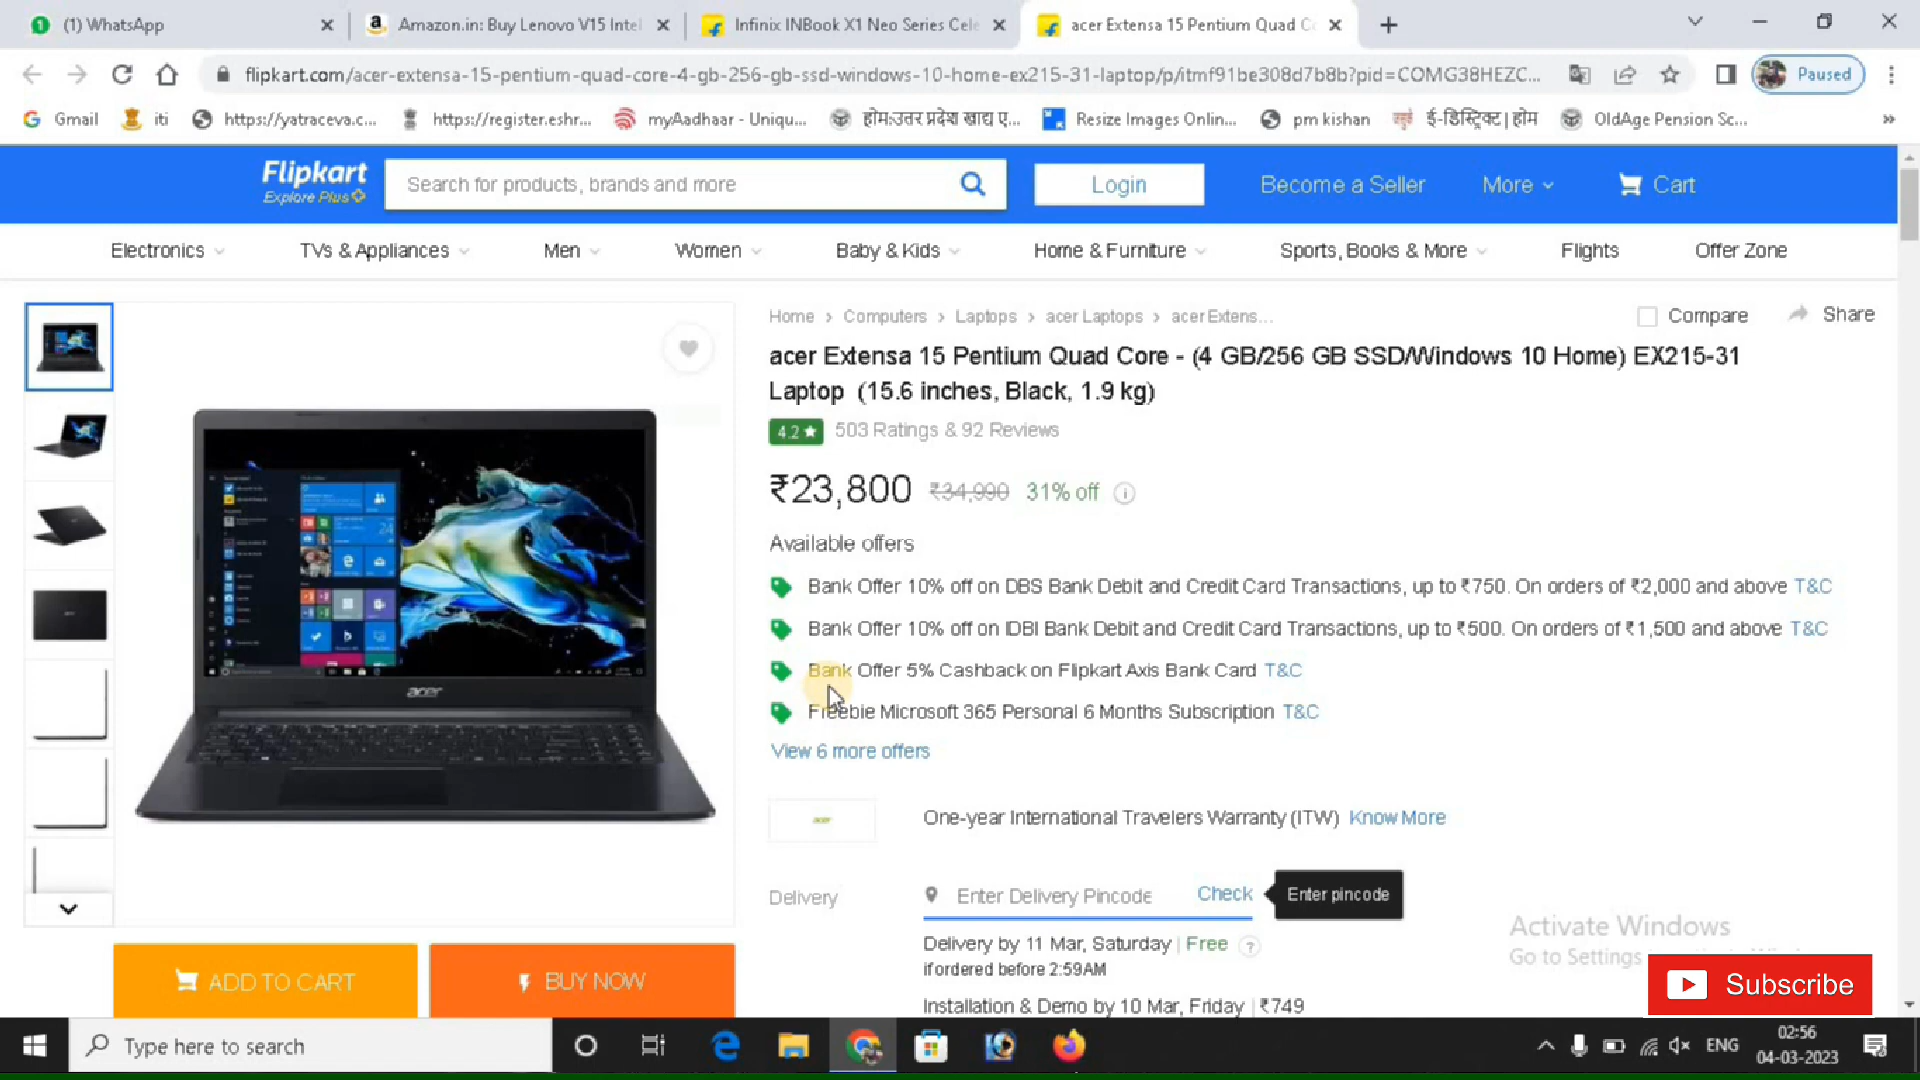 (1) WhatsApp
Amazon.in: Buy Lenovo V15 Intel
Infinix INBook X1 Neo Series Cele
acer Extensa 15 Pentium Quad C
flipkart.com/acer-extensa-15-pentium-quad-core-4-gb-256-gb-ssd-windows-10-home-ex215-31-laptop/p/itmf91be308d7b8b?pid=COMG38HEZC...
Paused
Gmail
iti
https://yatraceva.c...
https://register.eshr...
myAadhaar - Uniqu...
होम:उत्तर प्रदेश खाद्य ए...
Resize Images Onlin...
pm kishan
ई-डिस्ट्रिक्ट | होम
OldAge Pension Sc...
»
Flipkart
Explore Plus
Search for products, brands and more
Login
Become a Seller
More
Cart
Electronics
TVs & Appliances
Men
Women
Baby & Kids
Home & Furniture
Sports, Books & More
Flights
Offer Zone
Home > Computers > Laptops > acer Laptops > acer Extens...
Compare
Share
acer Extensa 15 Pentium Quad Core - (4 GB/256 GB SSD/Windows 10 Home) EX215-31
Laptop (15.6 inches, Black, 1.9 kg)
4.2★ 503 Ratings & 92 Reviews
₹23,800 ₹34,990 31% off
Available offers
Bank Offer 10% off on DBS Bank Debit and Credit Card Transactions, up to ₹750. On orders of ₹2,000 and above T&C
Bank Offer 10% off on IDBI Bank Debit and Credit Card Transactions, up to ₹500. On orders of ₹1,500 and above T&C
Bank Offer 5% Cashback on Flipkart Axis Bank Card T&C
Freebie Microsoft 365 Personal 6 Months Subscription T&C
View 6 more offers
acer
acer
One-year International Travelers Warranty (ITW) Know More
Delivery
Enter Delivery Pincode
Check
Enter pincode
Delivery by 11 Mar, Saturday | Free ?
if ordered before 2:59AM
Installation & Demo by 10 Mar, Friday | ₹749
ADD TO CART
BUY NOW
Activate Windows
Go to Settings
Subscribe
Type here to search
ENG
02:56
04-03-2023